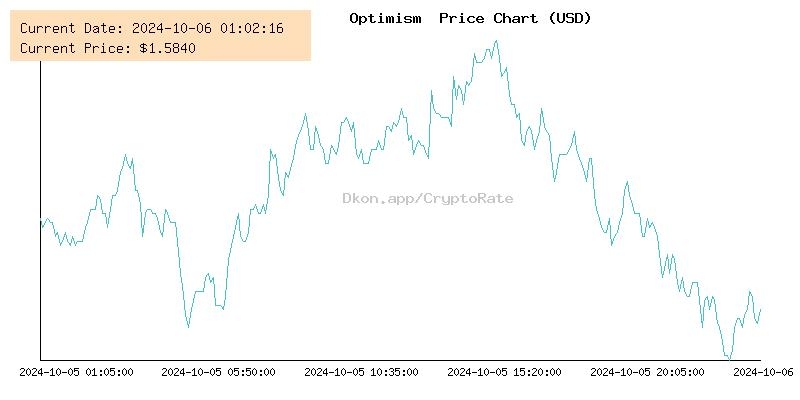 Optimism  Price Chart (USD)
Current Date: 2024-10-06 01:02:16
Current Price: $1.5840
Dkon.app/CryptoRate
2024-10-05 01:05:00 2024-10-05 05:50:00 2024-10-05 10:35:00 2024-10-05 15:20:00 2024-10-05 20:05:00 2024-10-06